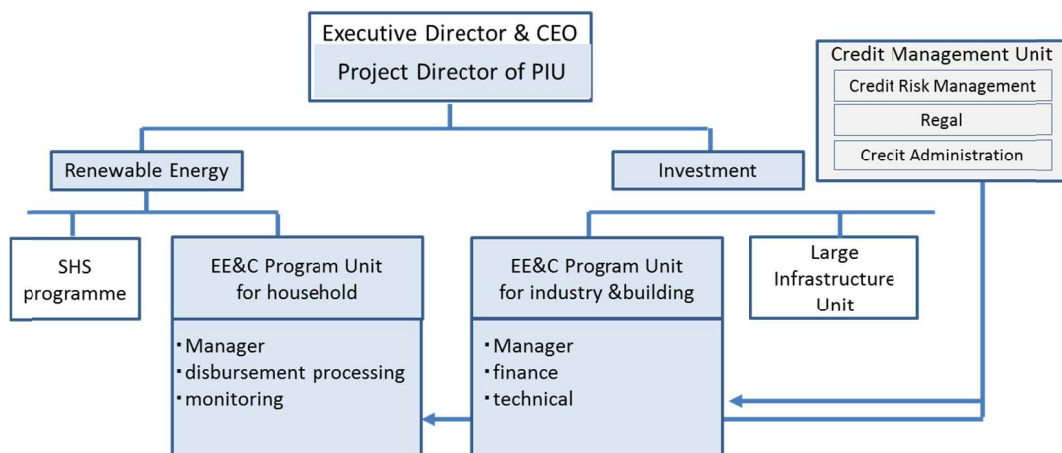 Executive Director & CEO
Project Director of PIU
Credit Management Unit
Credit Risk Management
Regal
Crecit Administration
Renewable Energy
Investment
SHS
programme
EE&C Program Unit
for household
・Manager
・disbursement processing
・monitoring
EE&C Program Unit
for industry &building
・Manager
・finance
・technical
Large
Infrastructure
Unit